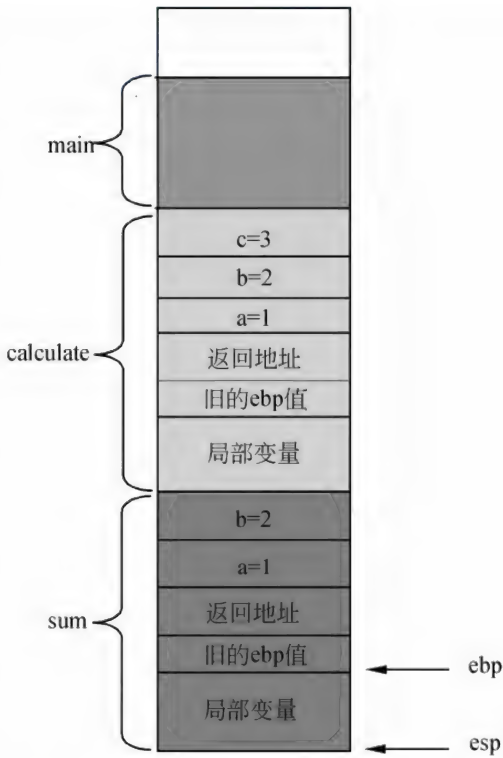 main
c=3
b=2
a=1
calculate
返回地址
旧的ebp值
局部变量
b=2
a=1
返回地址
sum
旧的ebp值
ebp
局部变量
esp